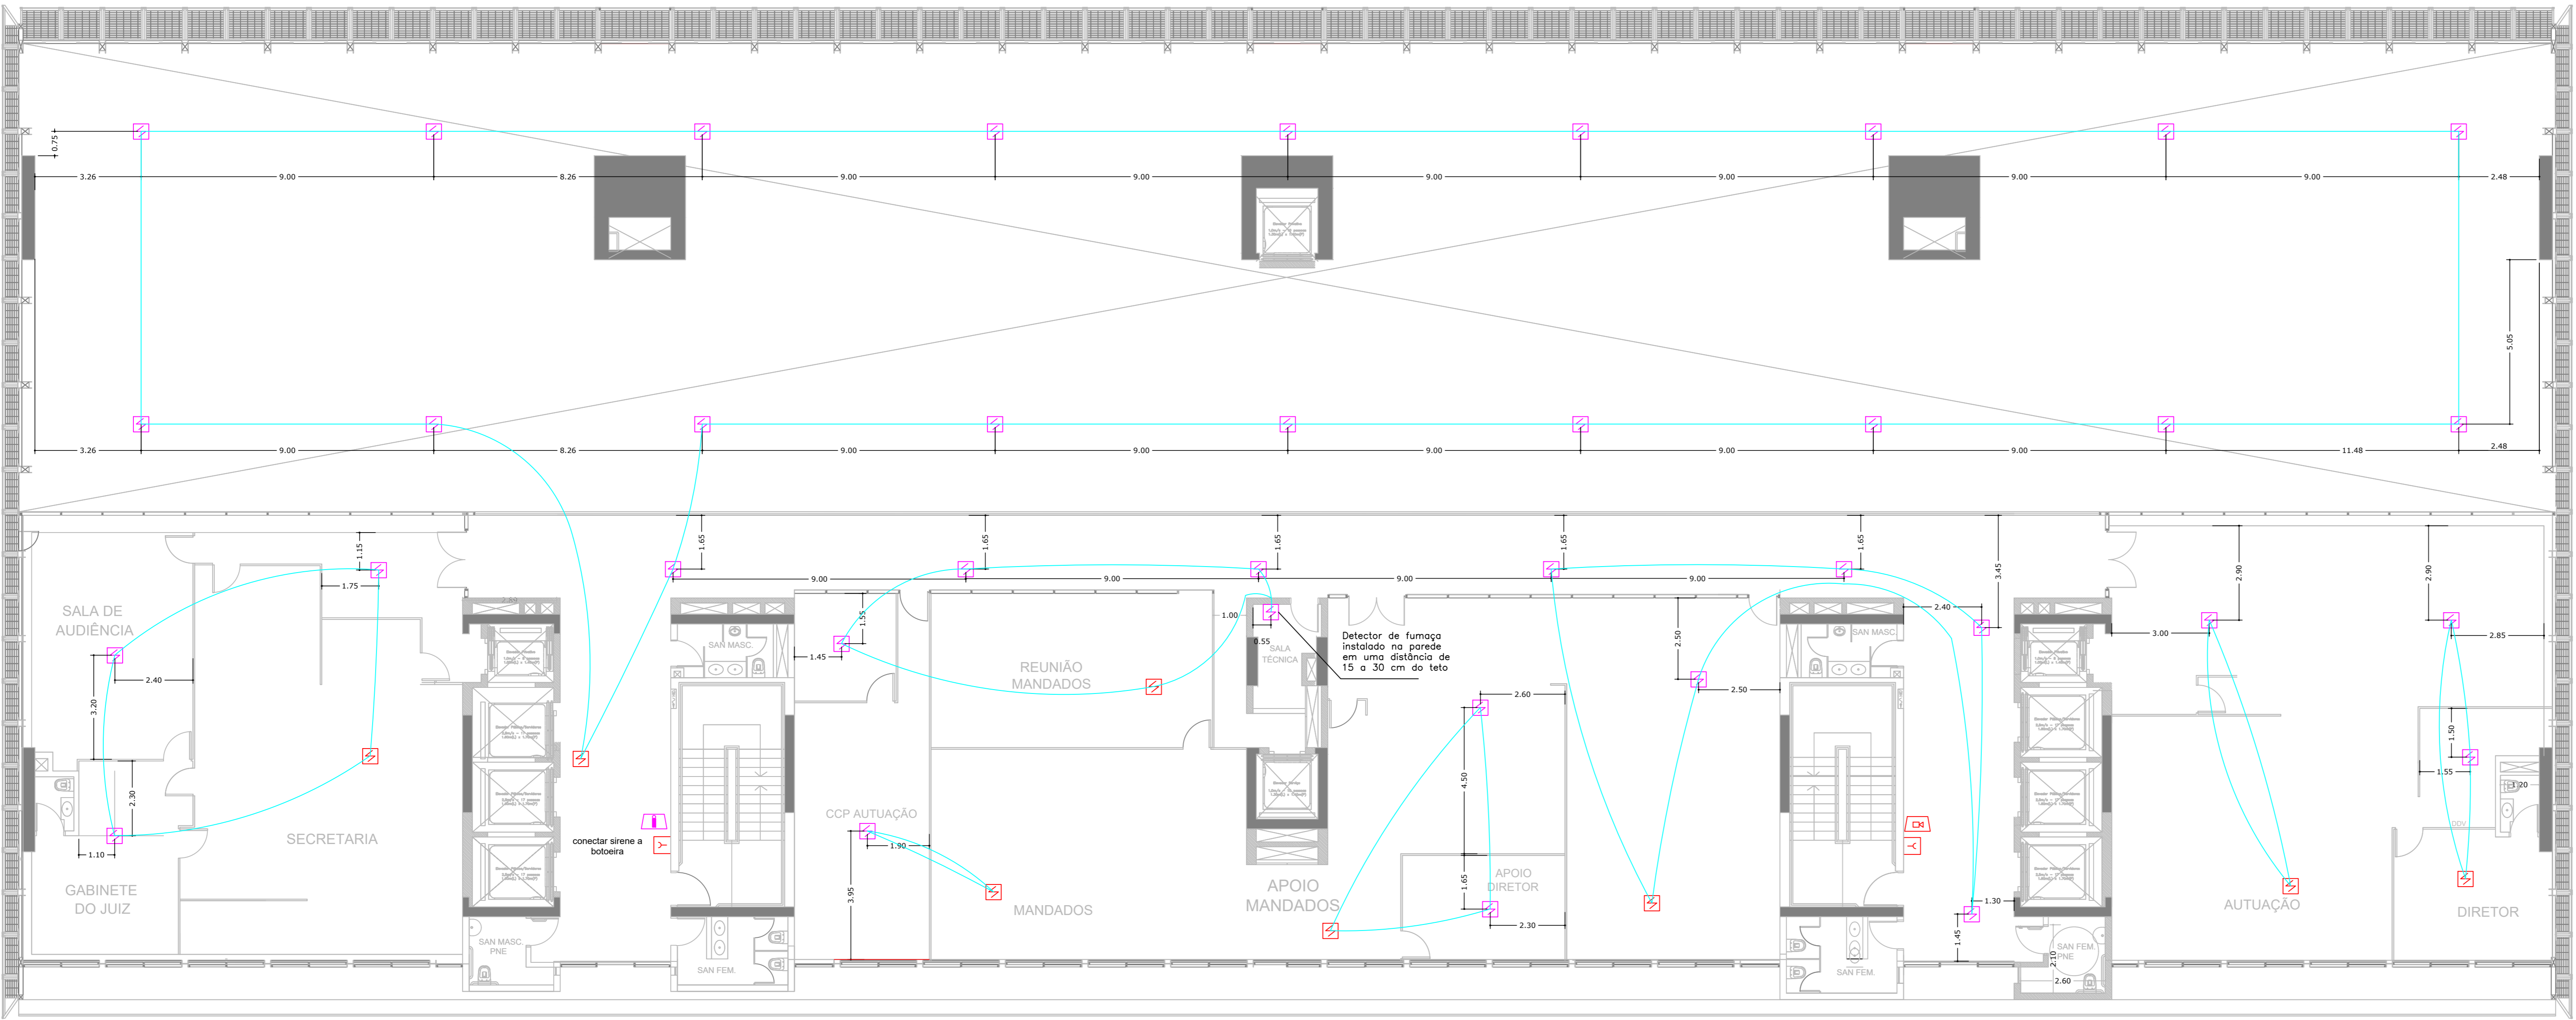 0.75
3.26
9.00
8.26
9.00
9.00
9.00
9.00
9.00
9.00
2.48
5.05
3.26
9.00
8.26
9.00
9.00
9.00
9.00
9.00
11.48
2.48
1.15
1.65
1.65
1.65
1.65
1.65
3.45
2.90
2.90
1.75
9.00
9.00
9.00
9.00
SALA DE
AUDIÊNCIA
2.40
3.20
2.30
1.10
GABINETE
DO JUIZ
SECRETARIA
SAN MASC.
PNE
conectar sirene a
botoeira
SAN MASC.
SAN FEM.
1.55
1.45
CCP AUTUAÇÃO
1.90
3.95
REUNIÃO
MANDADOS
MANDADOS
1.00
0.55
SALA
TÉCNICA
Detector de fumaça
instalado na parede
em uma distância de
15 a 30 cm do teto
2.60
4.50
1.65
APOIO
DIRETOR
2.30
APOIO
MANDADOS
2.50
2.50
SAN MASC.
SAN FEM.
2.40
1.30
1.45
SAN FEM.
PNE
2.10
2.60
3.00
AUTUAÇÃO
2.85
1.50
1.55
1.20
DIRETOR